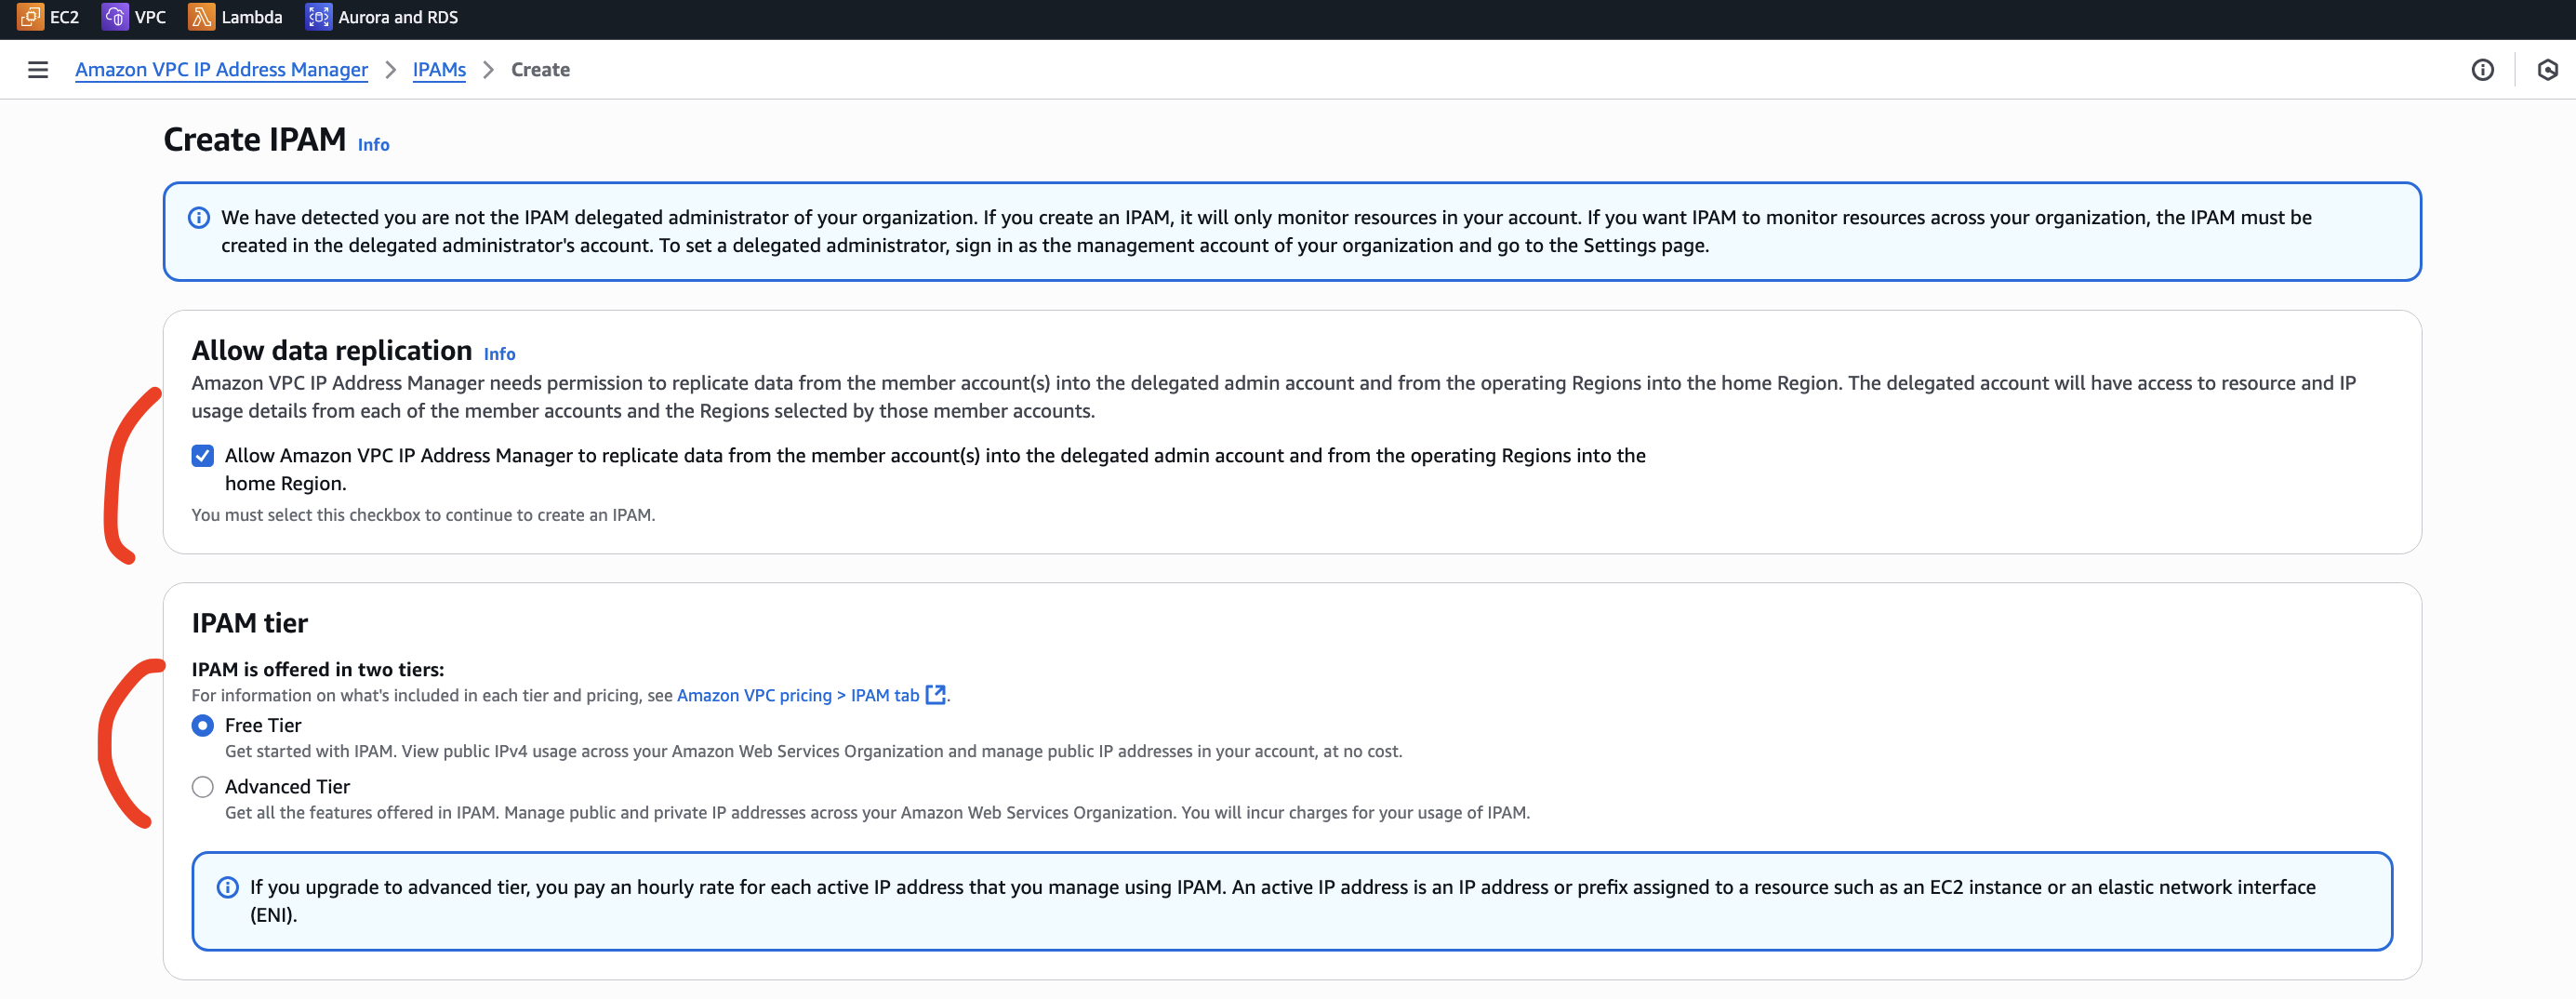 EC2 VPC Lambda Aurora and RDS
Amazon VPC IP Address Manager > IPAMs > Create
Create IPAM Info
We have detected you are not the IPAM delegated administrator of your organization. If you create an IPAM, it will only monitor resources in your account. If you want IPAM to monitor resources across your organization, the IPAM must be
created in the delegated administrator's account. To set a delegated administrator, sign in as the management account of your organization and go to the Settings page.
Allow data replication Info
Amazon VPC IP Address Manager needs permission to replicate data from the member account(s) into the delegated admin account and from the operating Regions into the home Region. The delegated account will have access to resource and IP
usage details from each of the member accounts and the Regions selected by those member accounts.
Allow Amazon VPC IP Address Manager to replicate data from the member account(s) into the delegated admin account and from the operating Regions into the
home Region.
You must select this checkbox to continue to create an IPAM.
IPAM tier
IPAM is offered in two tiers:
For information on what's included in each tier and pricing, see Amazon VPC pricing > IPAM tab.
Free Tier
Get started with IPAM. View public IPv4 usage across your Amazon Web Services Organization and manage public IP addresses in your account, at no cost.
Advanced Tier
Get all the features offered in IPAM. Manage public and private IP addresses across your Amazon Web Services Organization. You will incur charges for your usage of IPAM.
If you upgrade to advanced tier, you pay an hourly rate for each active IP address that you manage using IPAM. An active IP address is an IP address or prefix assigned to a resource such as an EC2 instance or an elastic network interface
(ENI).